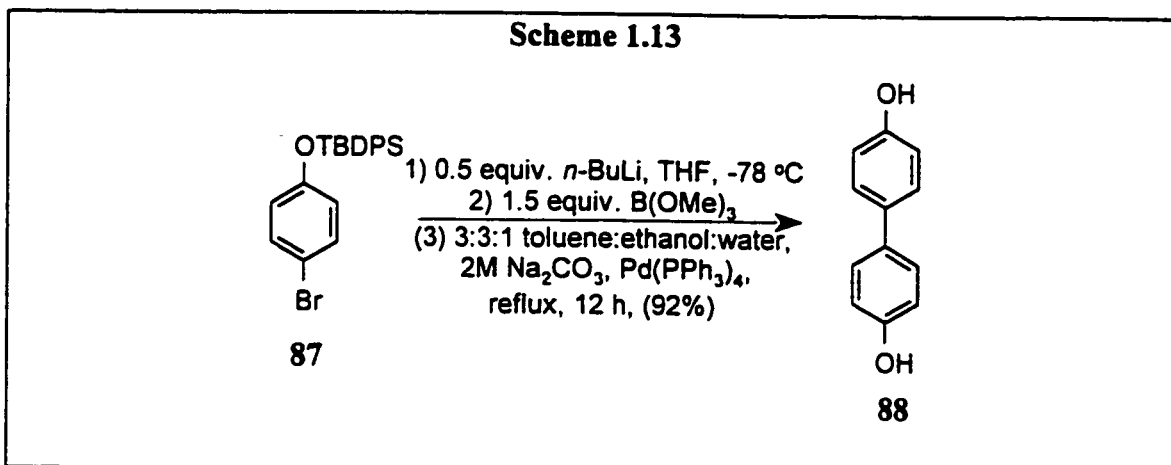 Scheme 1.13
OTBDPS
Br
87
1) 0.5 equiv. n-BuLi, THF, -78 °C
2) 1.5 equiv. B(OMe)₃
(3) 3:3:1 toluene:ethanol:water,
2M Na₂CO₃, Pd(PPh₃)₄,
reflux, 12 h, (92%)
OH
OH
88